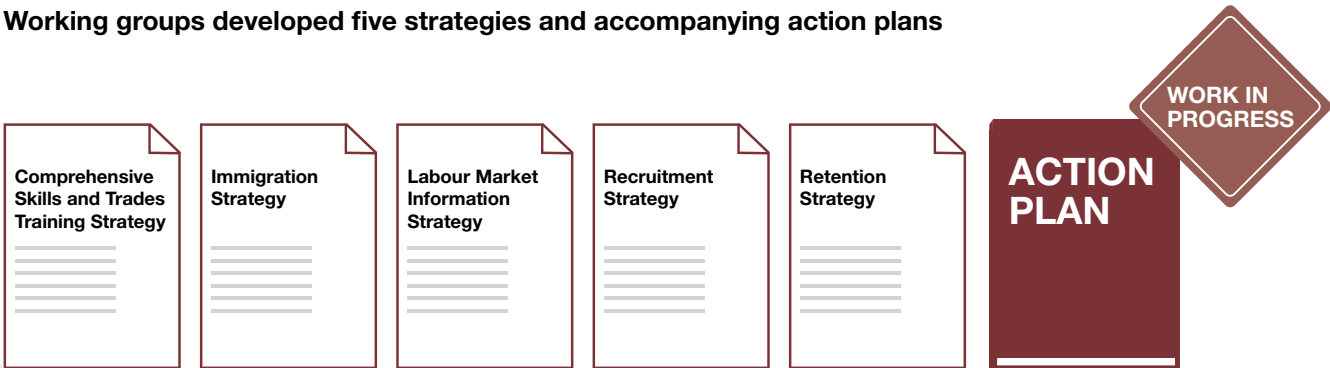 Working groups developed five strategies and accompanying action plans
WORK IN
PROGRESS
Comprehensive
Skills and Trades
Training Strategy
Immigration
Strategy
Labour Market
Information
Strategy
Recruitment
Strategy
Retention
Strategy
ACTION
PLAN